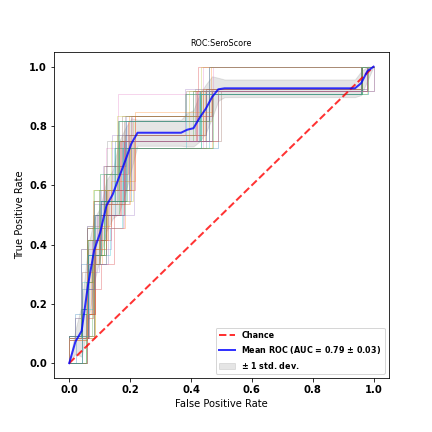 ROC:SeroScore
1.0
0.8
0.6
0.4
0.2
0.0
True Positive Rate
Chance
Mean ROC (AUC = 0.79 ± 0.03)
± 1 std. dev.
0.0 0.2 0.4 0.6 0.8 1.0
False Positive Rate